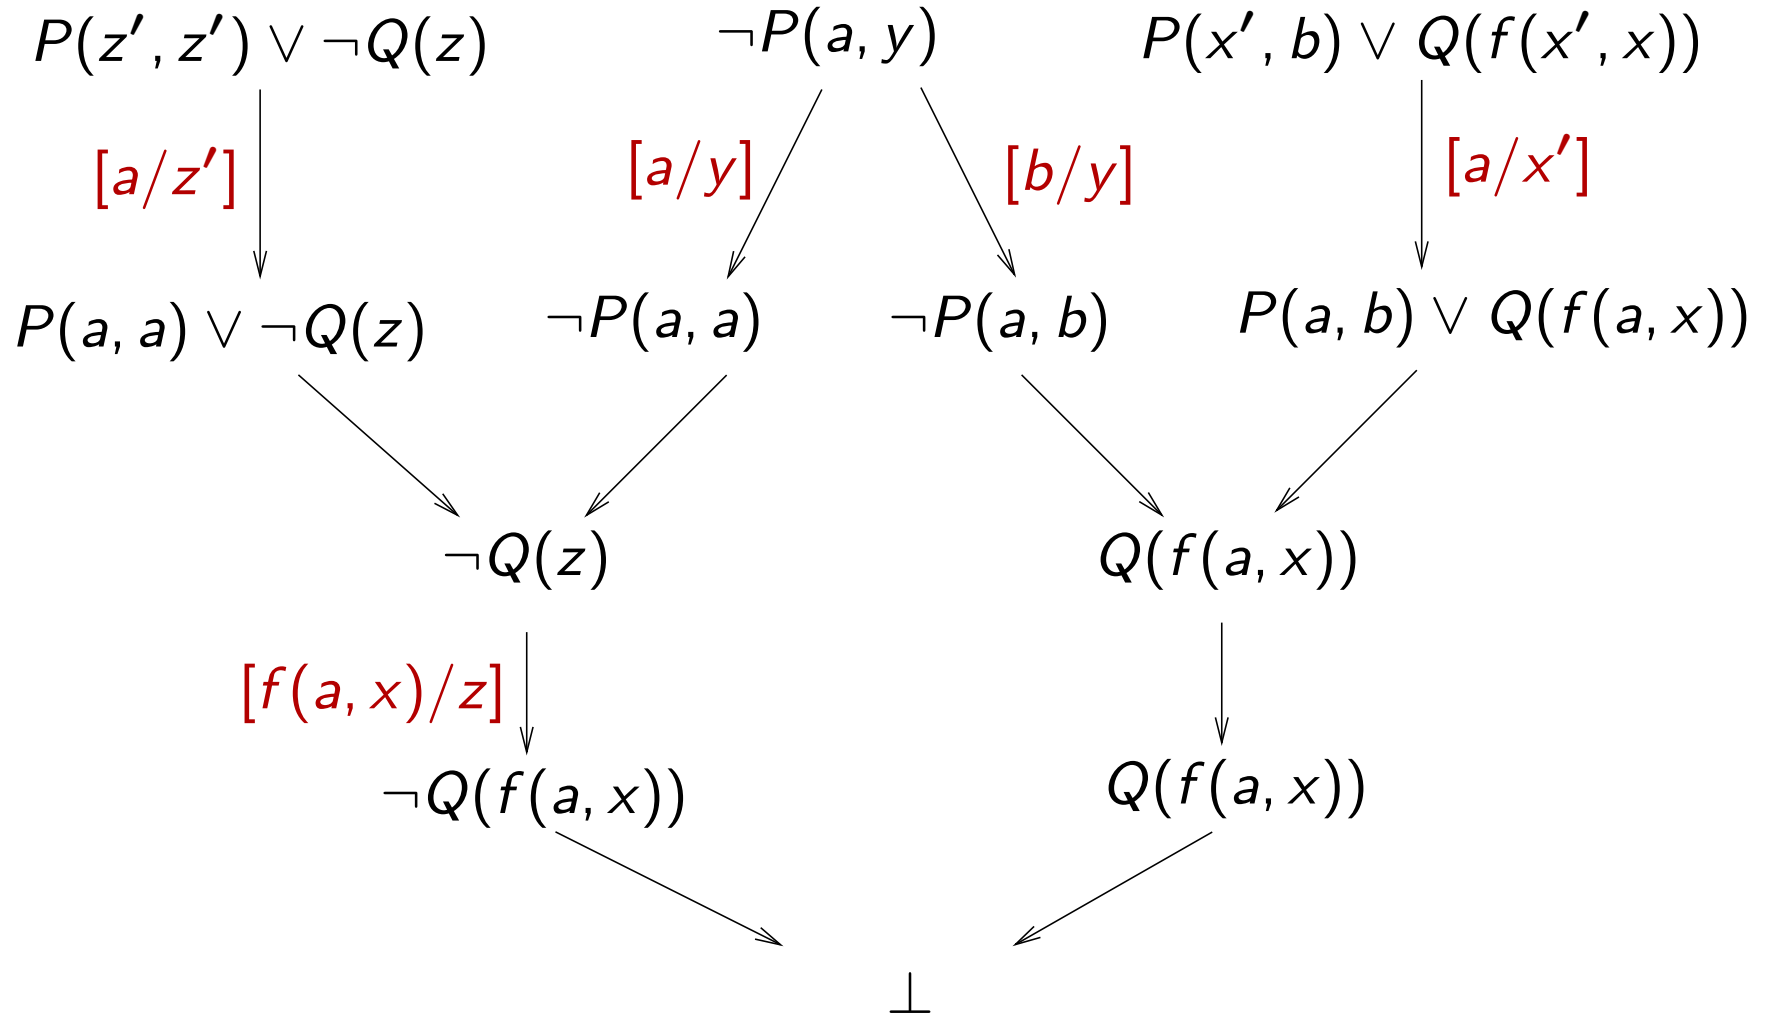 P(z′, z′) ∨ ¬Q(z) ¬P(a, y) P(x′, b) ∨ Q(f(x′, x))
[a/z′] [a/y] [b/y] [a/x′]
P(a, a) ∨ ¬Q(z) ¬P(a, a) ¬P(a, b) P(a, b) ∨ Q(f(a, x))
¬Q(z) Q(f(a, x))
[f(a, x)/z]
¬Q(f(a, x)) Q(f(a, x))
⊥